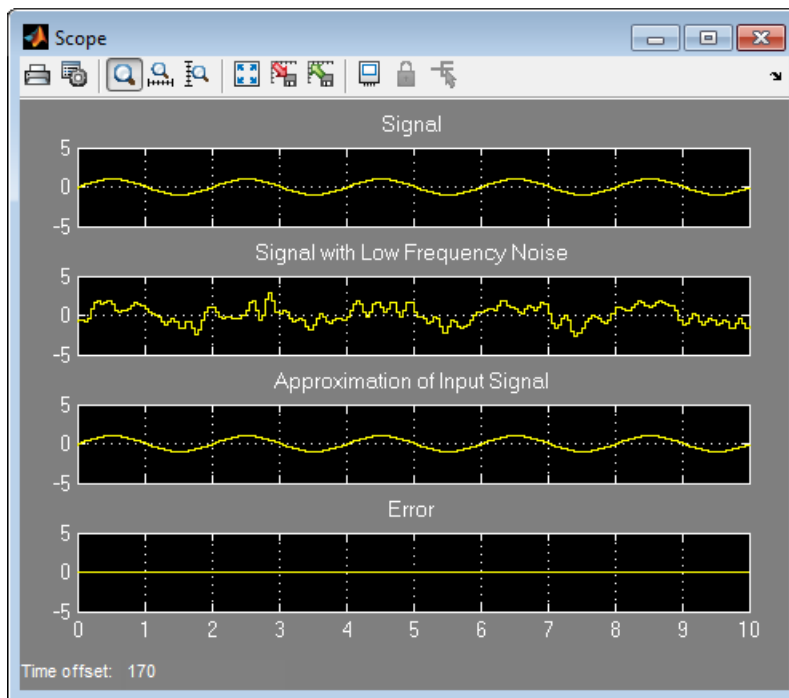 Scope
Signal
5
0
-5
Signal with Low Frequency Noise
5
0
-5
Approximation of Input Signal
5
0
-5
Error
5
0
-5
0 1 2 3 4 5 6 7 8 9 10
Time offset: 170